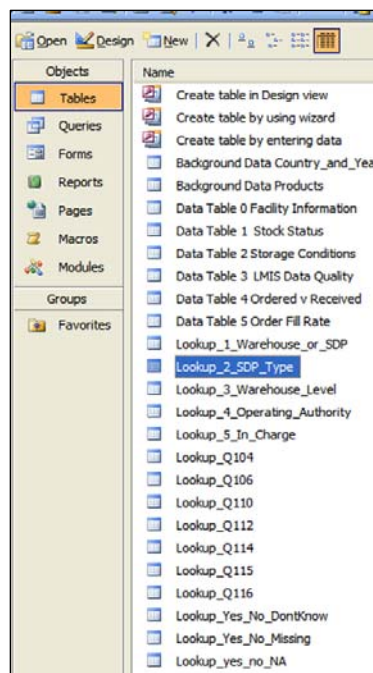 Open Design New
Objects
Tables
Queries
Forms
Reports
Pages
Macros
Modules
Groups
Favorites
Name
Create table in Design view
Create table by using wizard
Create table by entering data
Background Data Country_and_Yea
Background Data Products
Data Table 0 Facility Information
Data Table 1 Stock Status
Data Table 2 Storage Conditions
Data Table 3 LMIS Data Quality
Data Table 4 Ordered v Received
Data Table 5 Order Fill Rate
Lookup_1_Warehouse_or_SDP
Lookup_2_SDP_Type
Lookup_3_Warehouse_Level
Lookup_4_Operating_Authority
Lookup_5_In_Charge
Lookup_Q104
Lookup_Q106
Lookup_Q110
Lookup_Q112
Lookup_Q114
Lookup_Q115
Lookup_Q116
Lookup_Yes_No_DontKnow
Lookup_Yes_No_Missing
Lookup_yes_no_NA